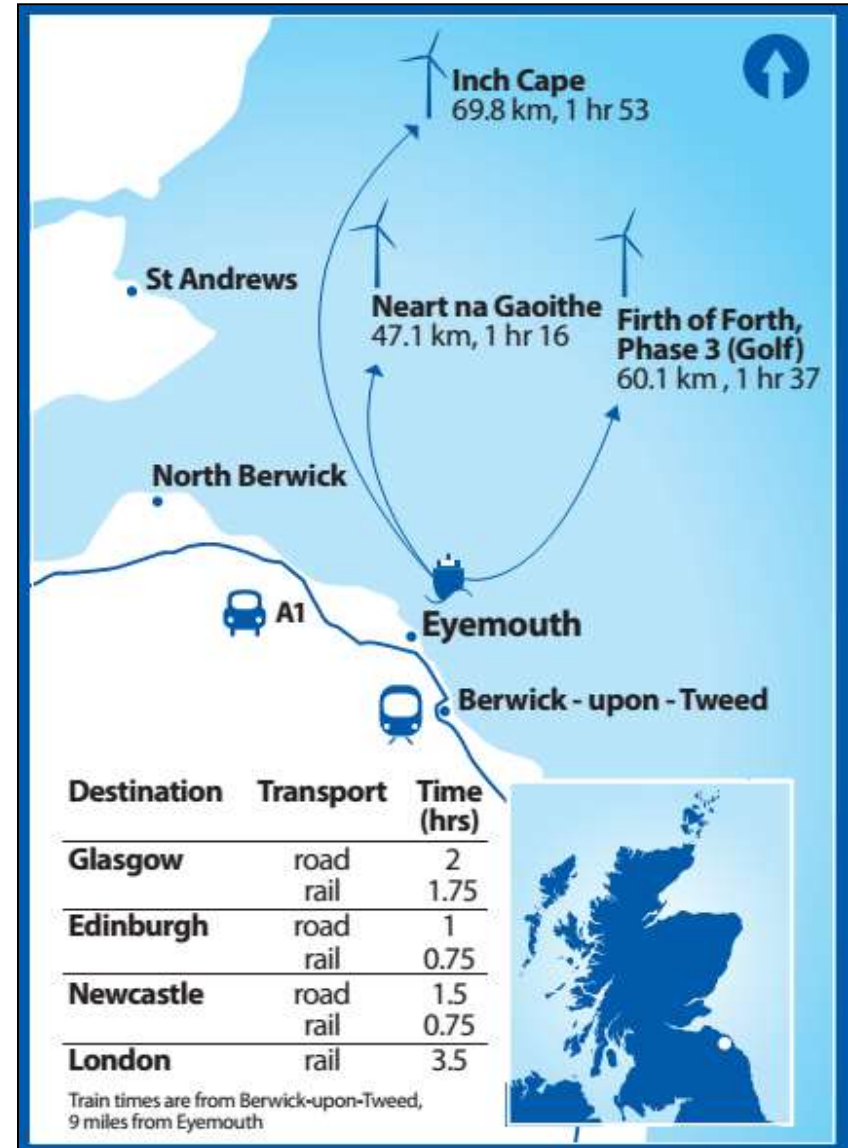 Inch Cape
69.8 km, 1 hr 53
St Andrews
Neart na Gaoithe
47.1 km, 1 hr 16
Firth of Forth,
Phase 3 (Golf)
60.1 km , 1 hr 37
North Berwick
A1
Eyemouth
Berwick - upon - Tweed
Destination Transport Time
(hrs)
Glasgow road 2
rail 1.75
Edinburgh road 1
rail 0.75
Newcastle road 1.5
rail 0.75
London rail 3.5
Train times are from Berwick-upon-Tweed,
9 miles from Eyemouth